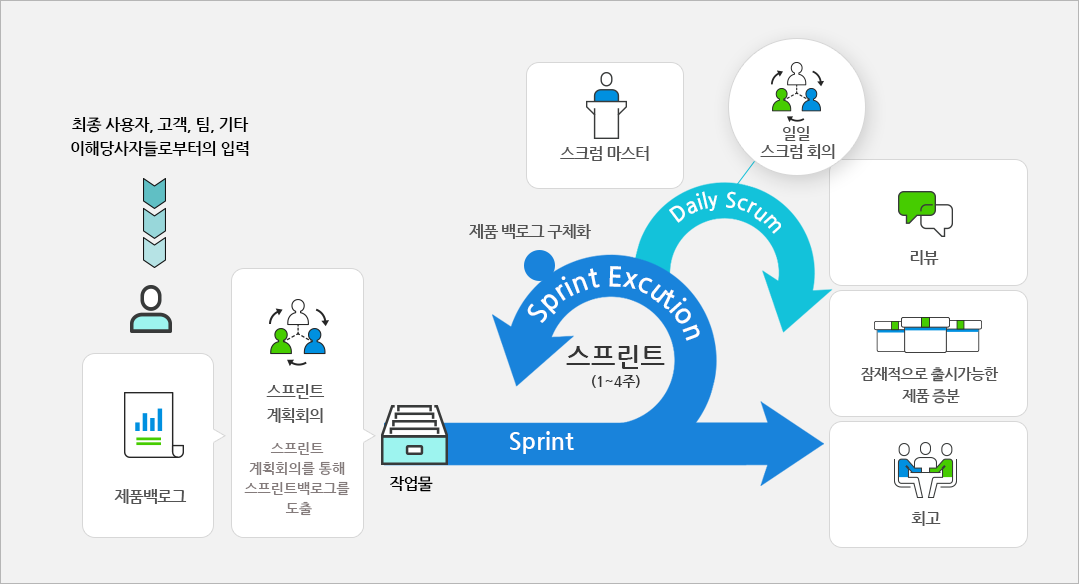 최종 사용자, 고객, 팀, 기타
이해당사자들로부터의 입력
제품백로그
스프린트
계획회의
스프린트
계획회의를 통해
스프린트백로그를
도출
작업물
Sprint
제품 백로그 구체화
Sprint Excution
스프린트
(1~4주)
스크럼 마스터
Daily Scrum
일일
스크럼 회의
리뷰
잠재적으로 출시가능한
제품 증분
회고